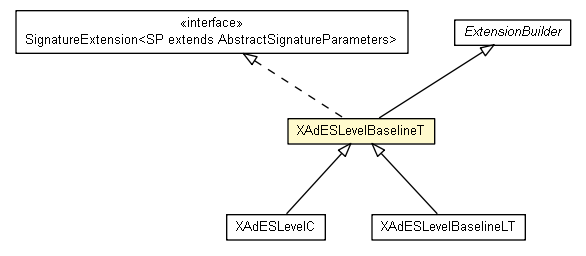 «interface»
SignatureExtension<SP extends AbstractSignatureParameters>
ExtensionBuilder
XAdESLevelBaselineT
XAdESLevelC
XAdESLevelBaselineLT